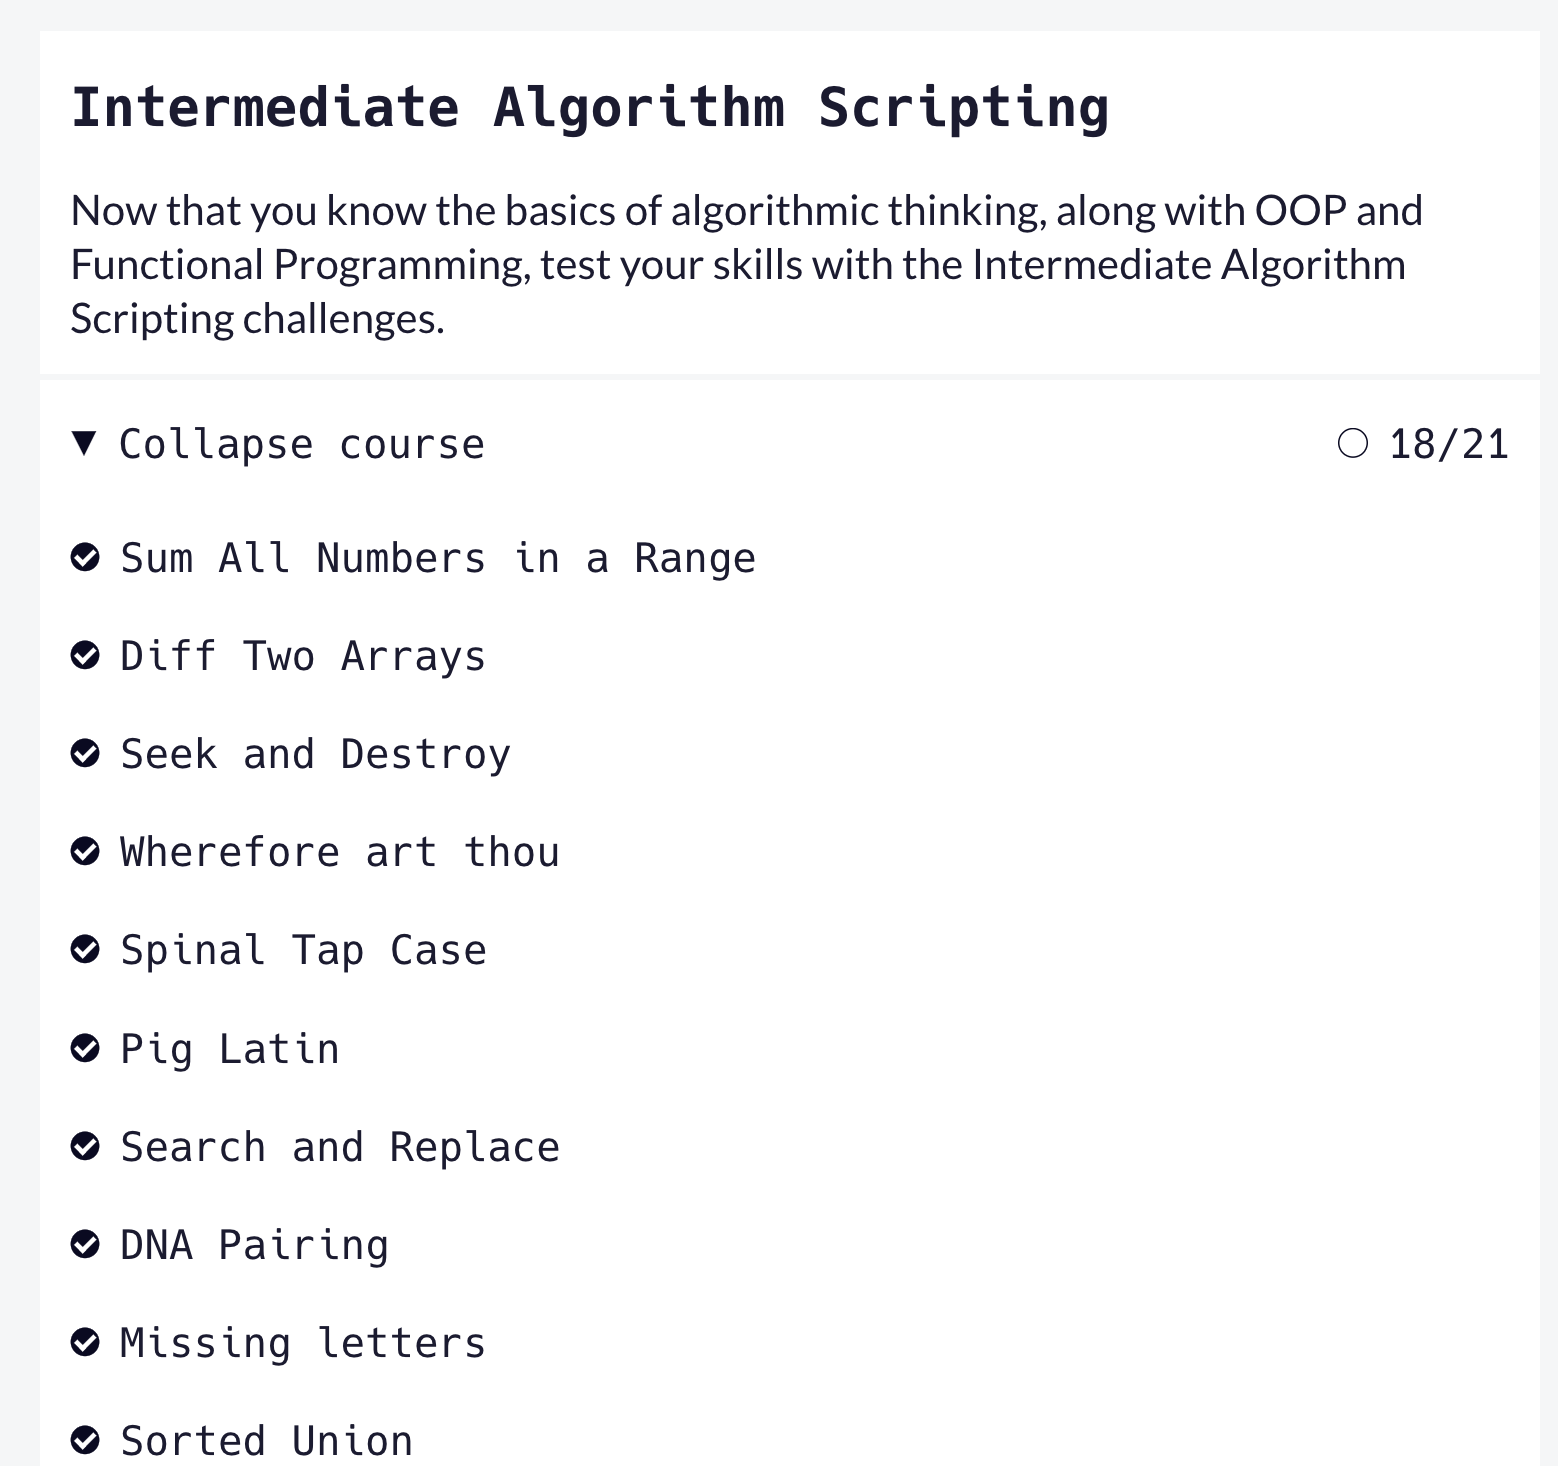 Intermediate Algorithm Scripting
Now that you know the basics of algorithmic thinking, along with OOP and
Functional Programming, test your skills with the Intermediate Algorithm
Scripting challenges.
Collapse course 18/21
Sum All Numbers in a Range
Diff Two Arrays
Seek and Destroy
Wherefore art thou
Spinal Tap Case
Pig Latin
Search and Replace
DNA Pairing
Missing letters
Sorted Union